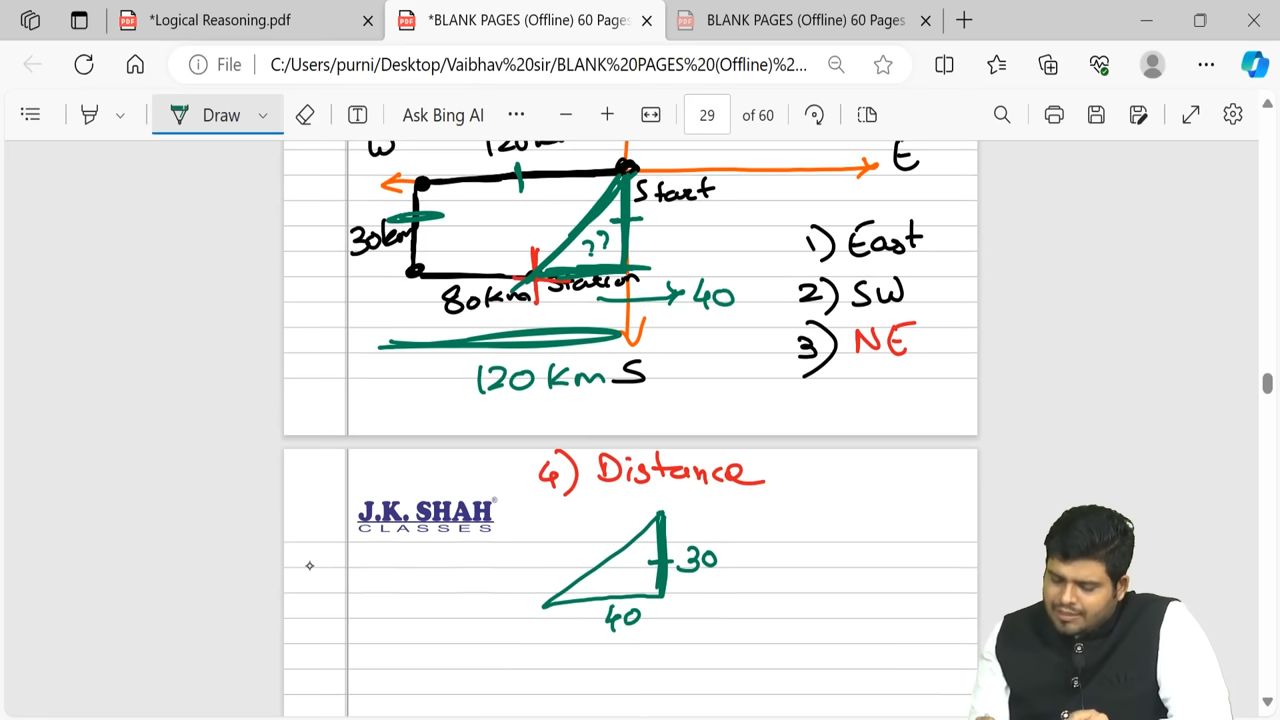 *Logical Reasoning.pdf
*BLANK PAGES (Offline) 60 Pages
BLANK PAGES (Offline) 60 Pages
File
C:/Users/purni/Desktop/Vaibhav%20sir/BLANK%20PAGES%20(Offline)%2...
Draw
Ask Bing AI
29
of 60
W
120k
E
Start
30km
??
80km
Station
40
120 km
S
1) East
2) SW
3) NE
4) Distance
J.K. SHAH®
CLASSES
30
40